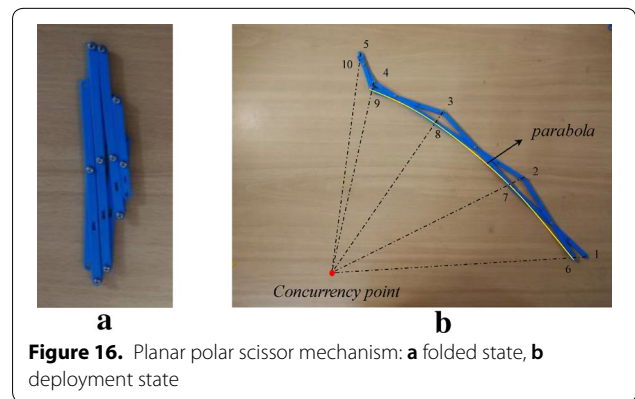 5
10
4
9
3
8
parabola
2
7
1
6
Concurrency point
a
b
Figure 16. Planar polar scissor mechanism: a folded state, b
deployment state